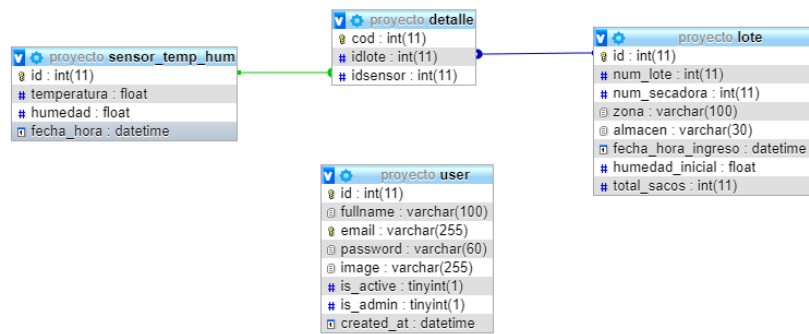 proyecto sensor_temp_hum
id : int(11)
temperatura : float
humedad : float
fecha_hora : datetime
proyecto detalle
cod : int(11)
idlote : int(11)
idsensor : int(11)
proyecto lote
id : int(11)
num_lote : int(11)
num_secadora : int(11)
zona : varchar(100)
almacen : varchar(30)
fecha_hora_ingreso : datetime
humedad_inicial : float
total_sacos : int(11)
proyecto user
id : int(11)
fullname : varchar(100)
email : varchar(255)
password : varchar(60)
image : varchar(255)
is_active : tinyint(1)
is_admin : tinyint(1)
created_at : datetime